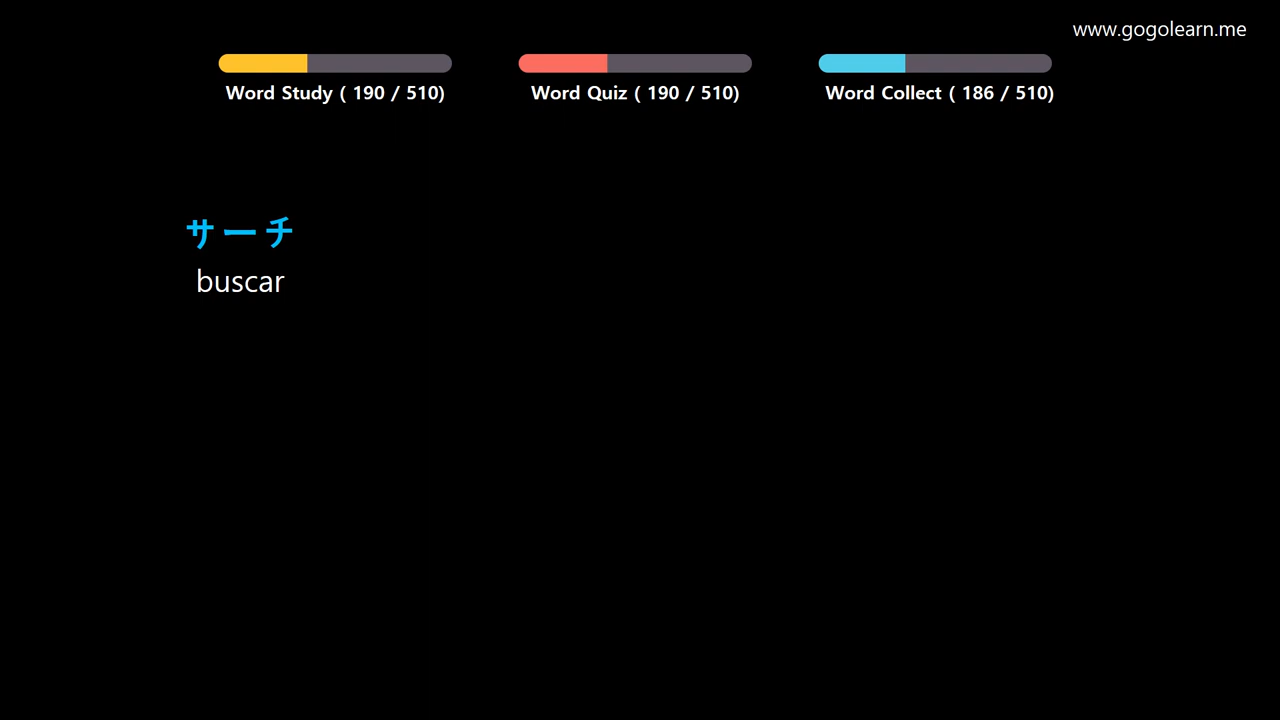 www.gogolearn.me
Word Study ( 190 / 510)
Word Quiz ( 190 / 510)
Word Collect ( 186 / 510)
サーチ
buscar